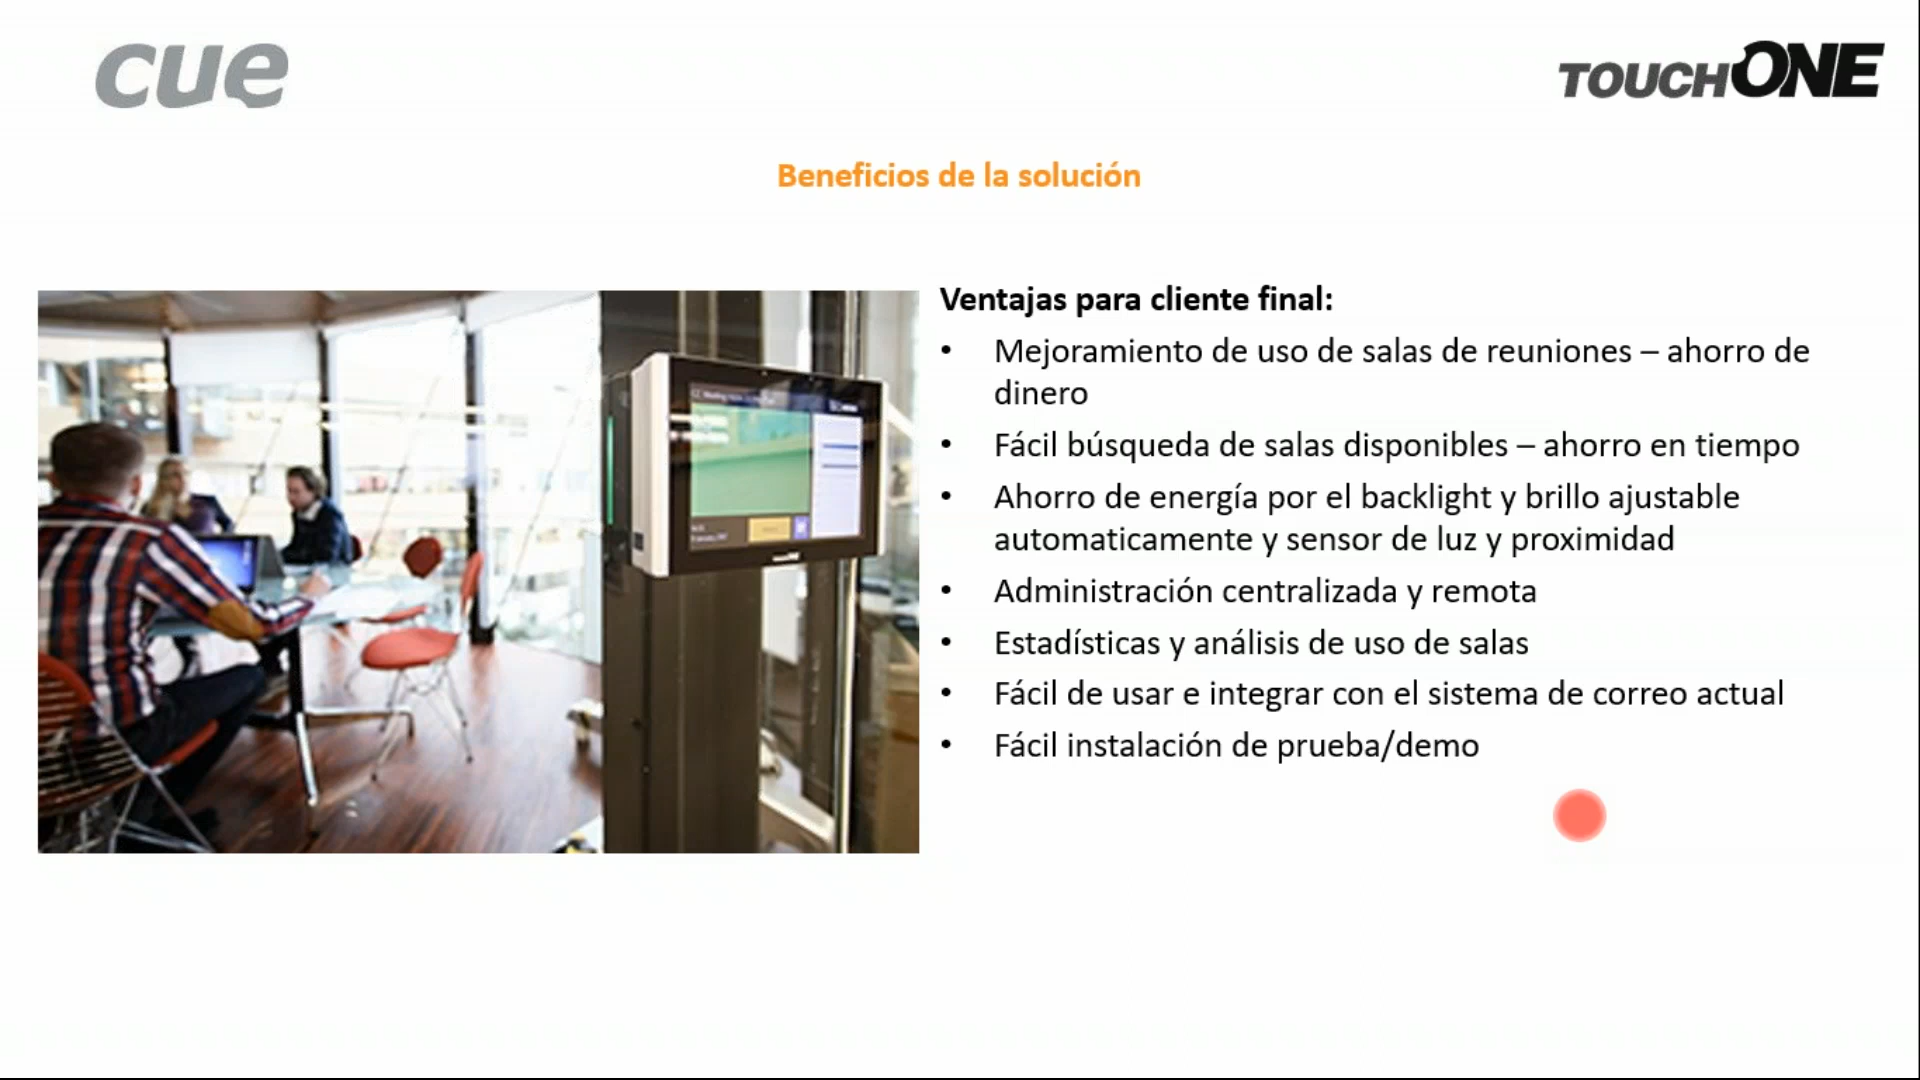 cue
TOUCHONE
Beneficios de la solución
Ventajas para cliente final:
• Mejoramiento de uso de salas de reuniones – ahorro de
dinero
• Fácil búsqueda de salas disponibles – ahorro en tiempo
• Ahorro de energía por el backlight y brillo ajustable
automaticamente y sensor de luz y proximidad
• Administración centralizada y remota
• Estadísticas y análisis de uso de salas
• Fácil de usar e integrar con el sistema de correo actual
• Fácil instalación de prueba/demo